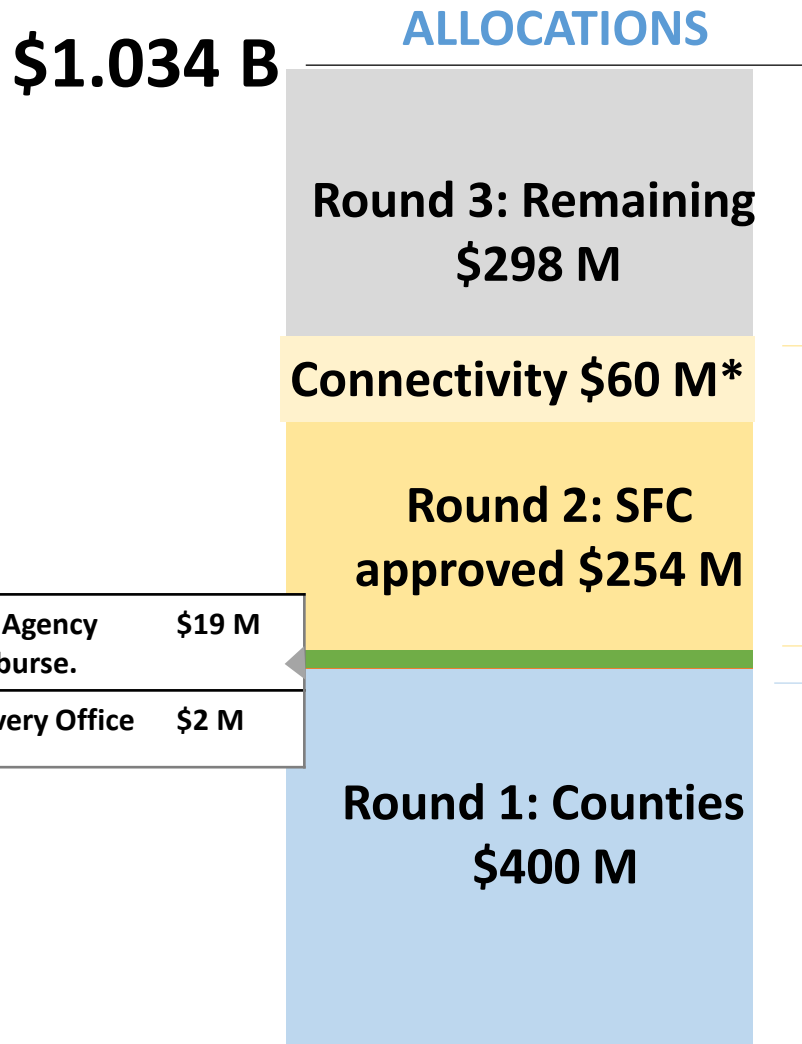 ALLOCATIONS
$1.034 B
Round 3: Remaining
$298 M
Connectivity $60 M*
Round 2: SFC
approved $254 M
Agency $19 M
burse.
very Office $2 M
Round 1: Counties
$400 M